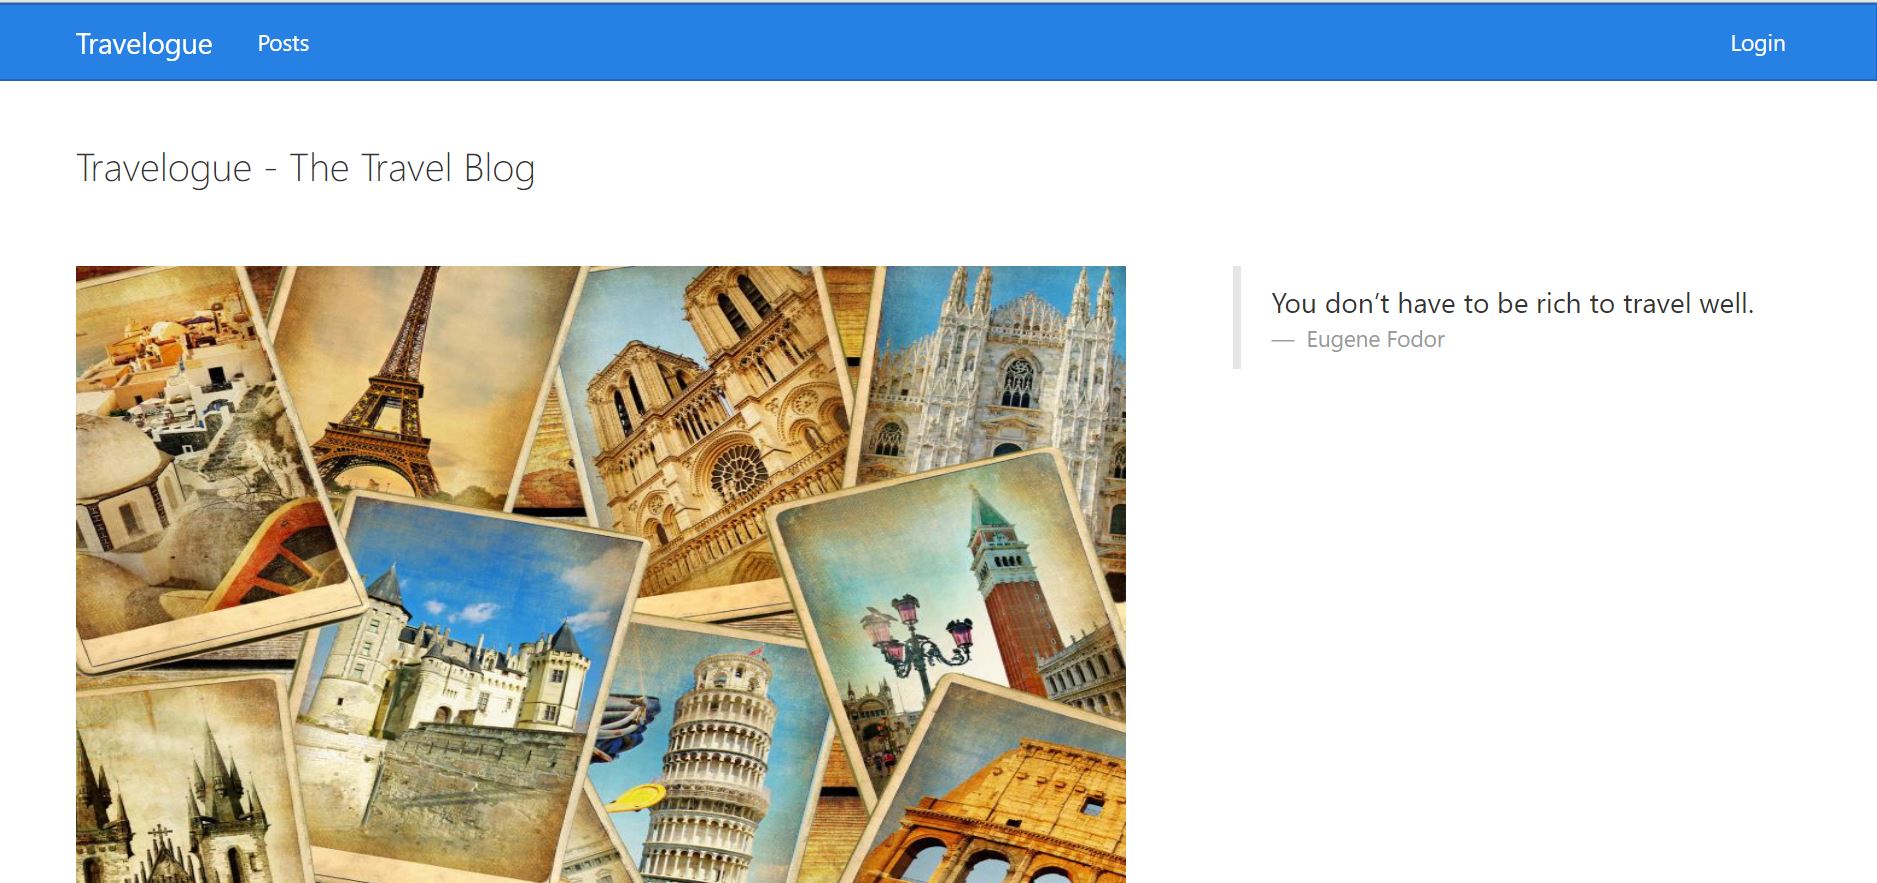 Travelogue Posts Login
Travelogue - The Travel Blog
You don’t have to be rich to travel well.
— Eugene Fodor